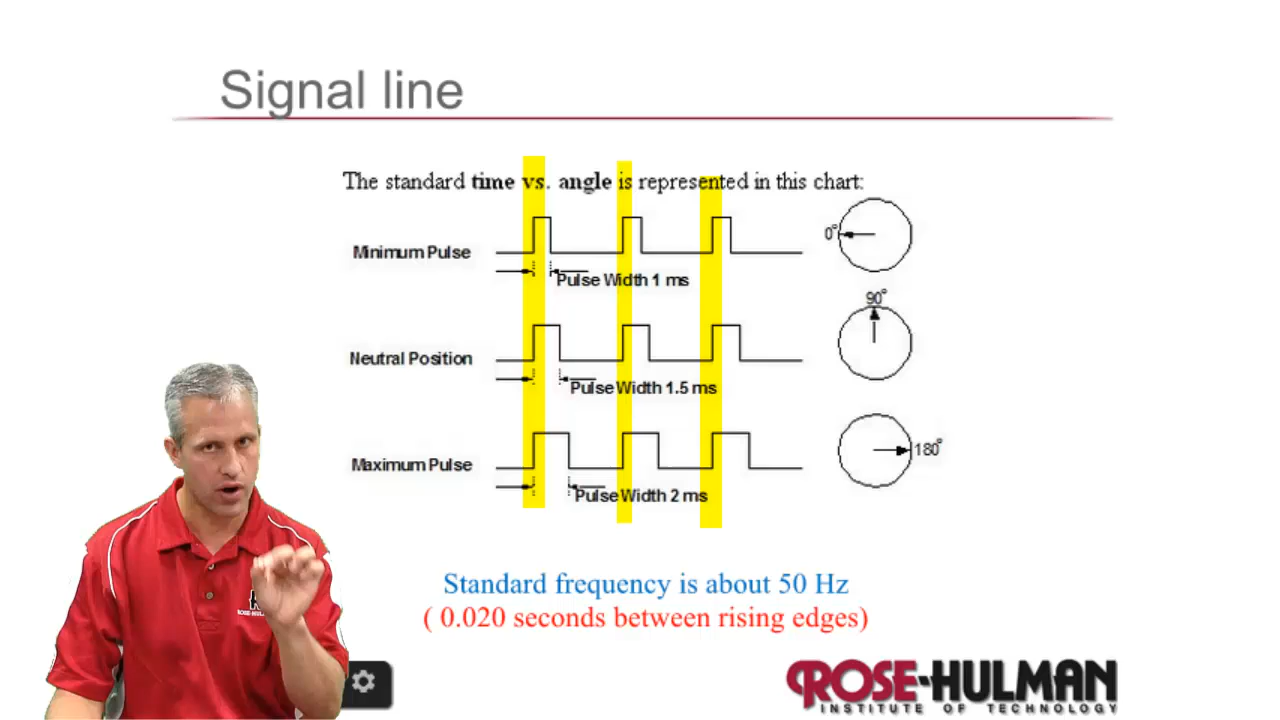 Signal line
The standard time vs. angle is represented in this chart:
Minimum Pulse
Pulse Width 1 ms
0°
Neutral Position
Pulse Width 1.5 ms
90°
Maximum Pulse
Pulse Width 2 ms
180°
Standard frequency is about 50 Hz
( 0.020 seconds between rising edges)
ROSE-HULMAN
ROSE-HULMAN
INSTITUTE OF TECHNOLOGY